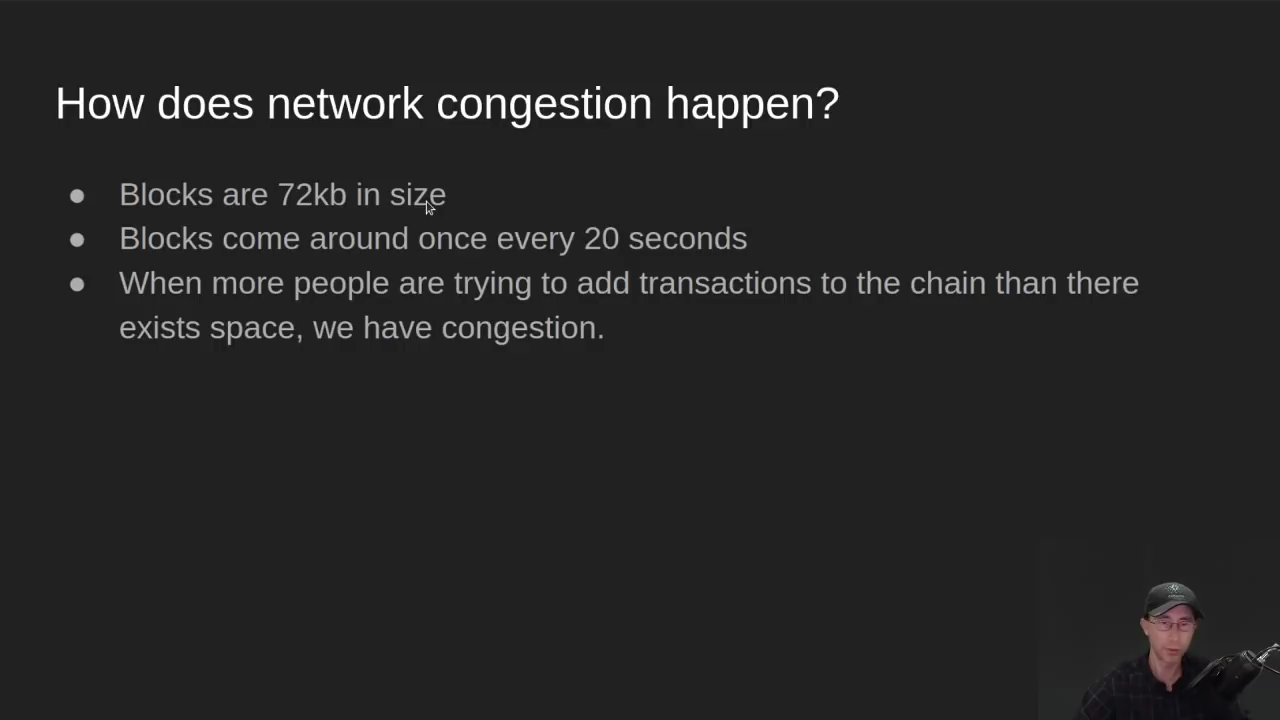 How does network congestion happen?
● Blocks are 72kb in size
● Blocks come around once every 20 seconds
● When more people are trying to add transactions to the chain than there
exists space, we have congestion.